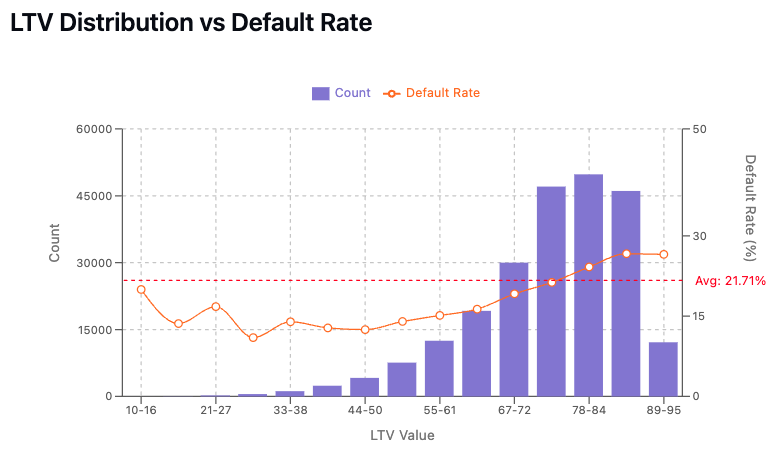 LTV Distribution vs Default Rate
Count
Default Rate
60000
45000
30000
15000
0
Count
50
30
15
0
Default Rate (%)
Avg: 21.71%
10-16
21-27
33-38
44-50
55-61
67-72
78-84
89-95
LTV Value